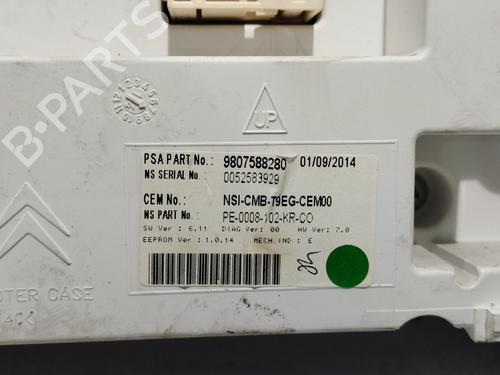 B-PARTS
UP
PSA PART No.: 9807588280 01/09/2014
NS SERIAL No.: 0052583929
CEM No.: NSI-CMB-T9EG-CEM00
NS PART No.: PE-0008-102-KR-CO
SW Ver : 6.11 DIAG Ver: 00 HW Ver: 7.0
EEPROM Ver : 1.0.14 MECH IND : E
CASE